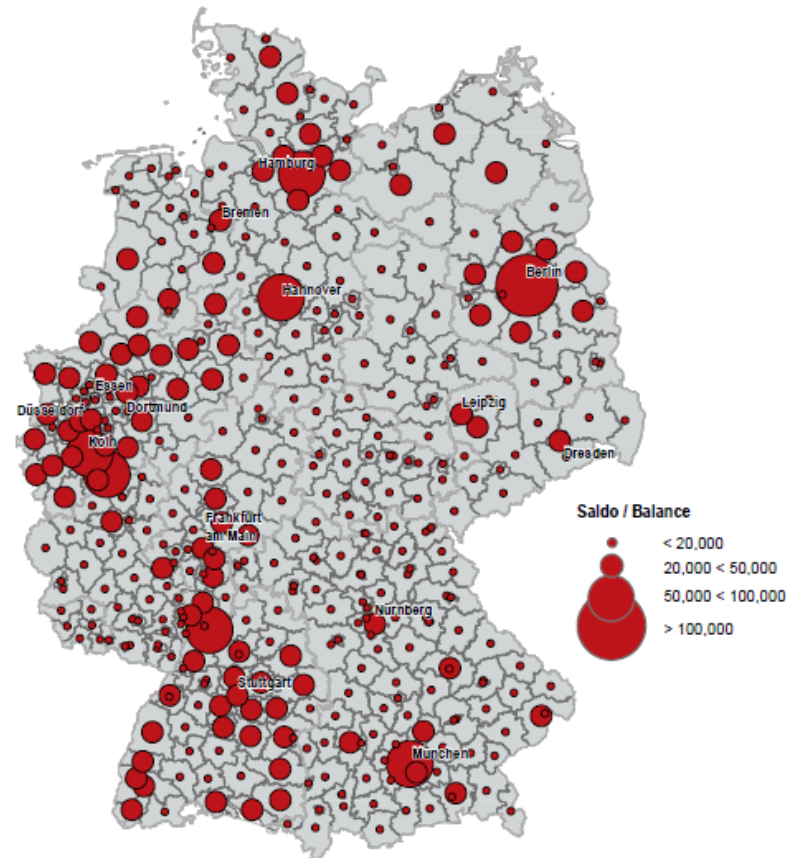 Hamburg
Bremen
Berlin
Hannover
Essen
Düsseldorf
Dortmund
Leipzig
Köln
Dresden
Saldo / Balance
Frankfurt
am Main
< 20,000
20,000 < 50,000
50,000 < 100,000
Nürnberg
> 100,000
Stuttgart
München